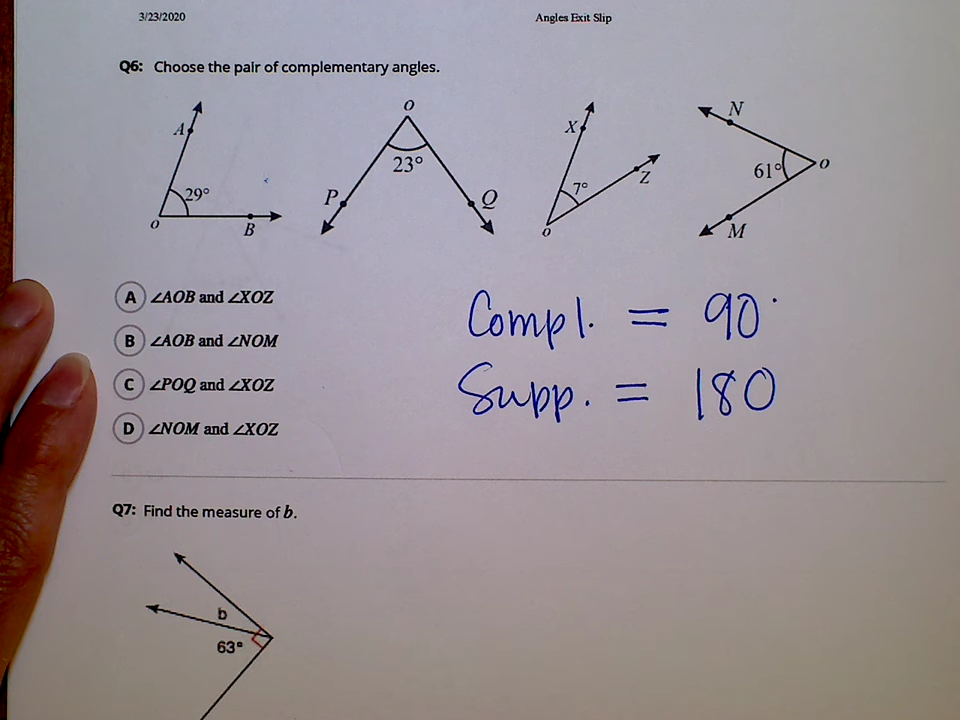 3/23/2020 Angles Exit Slip
Q6: Choose the pair of complementary angles.
A 29° O B
O 23° P Q
X 7° Z O
N 61° O M
A ∠AOB and ∠XOZ
B ∠AOB and ∠NOM
C ∠POQ and ∠XOZ
D ∠NOM and ∠XOZ
Compl. = 90°
Supp. = 180
Q7: Find the measure of b.
b
63°